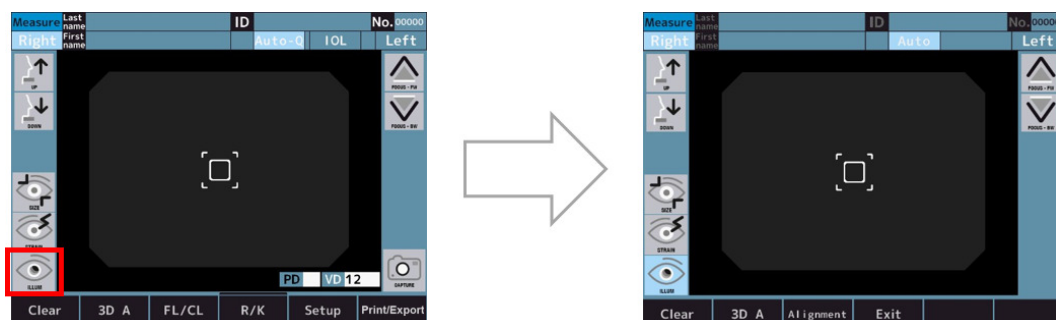 Measure Last name ID No. 00000
Right First name Auto-Q IOL Left
UP
FOCUS - FW
DOWN
FOCUS - BW
SIZE
STRAIN
ILLUM
CAPTURE
PD VD 12
Clear 3D A FL/CL R/K Setup Print/Export
Measure Last name ID No. 0000
Right First name Auto Left
UP
FOCUS - FW
DOWN
FOCUS - BW
SIZE
STRAIN
ILLUM
Clear 3D A Alignment Exit